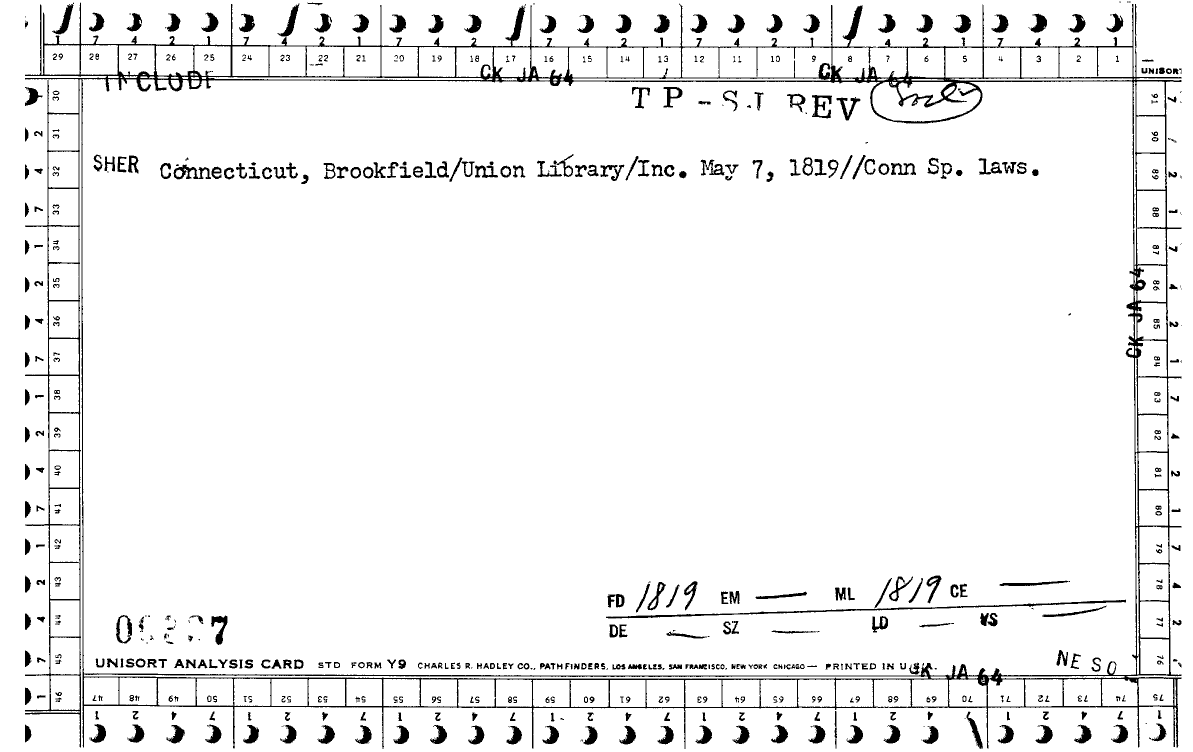 7 4 2 1 7 4 2 1 7 4 2 1 7 4 2 1 7 4 2 1 7 4 2 1 7 4 2 1
29 28 27 26 25 24 23 22 21 20 19 18 17 16 15 14 13 12 11 10 9 8 7 6 5 4 3 2 1
INCLUDE CK JA 64 CK JA 64 UNISORT
TP-SJ REV
SHER Connecticut, Brookfield/Union Library/Inc. May 7, 1819//Conn Sp. laws.
30 31 32 33 34 35 36 37 38 39 40 41 42 43 44 45 46
91 90 89 88 87 86 85 84 83 82 81 80 79 78 77 76 75
CK JA 64
FD 1819 EM — ML 1819 CE —
DE — SZ — LD — VS —
UNISORT ANALYSIS CARD STD FORM Y9 CHARLES R. HADLEY CO., PATHFINDERS, LOS ANGELES, SAN FRANCISCO, NEW YORK CHICAGO — PRINTED IN U.S.A.
CK JA 64 NE SO
47 48 49 50 51 52 53 54 55 56 57 58 59 60 61 62 63 64 65 66 67 68 69 70 71 72 73 74 75
1 2 4 7 1 2 4 7 1 2 4 7 1 2 4 7 1 2 4 7 1 2 4 7 1 2 4 7 1